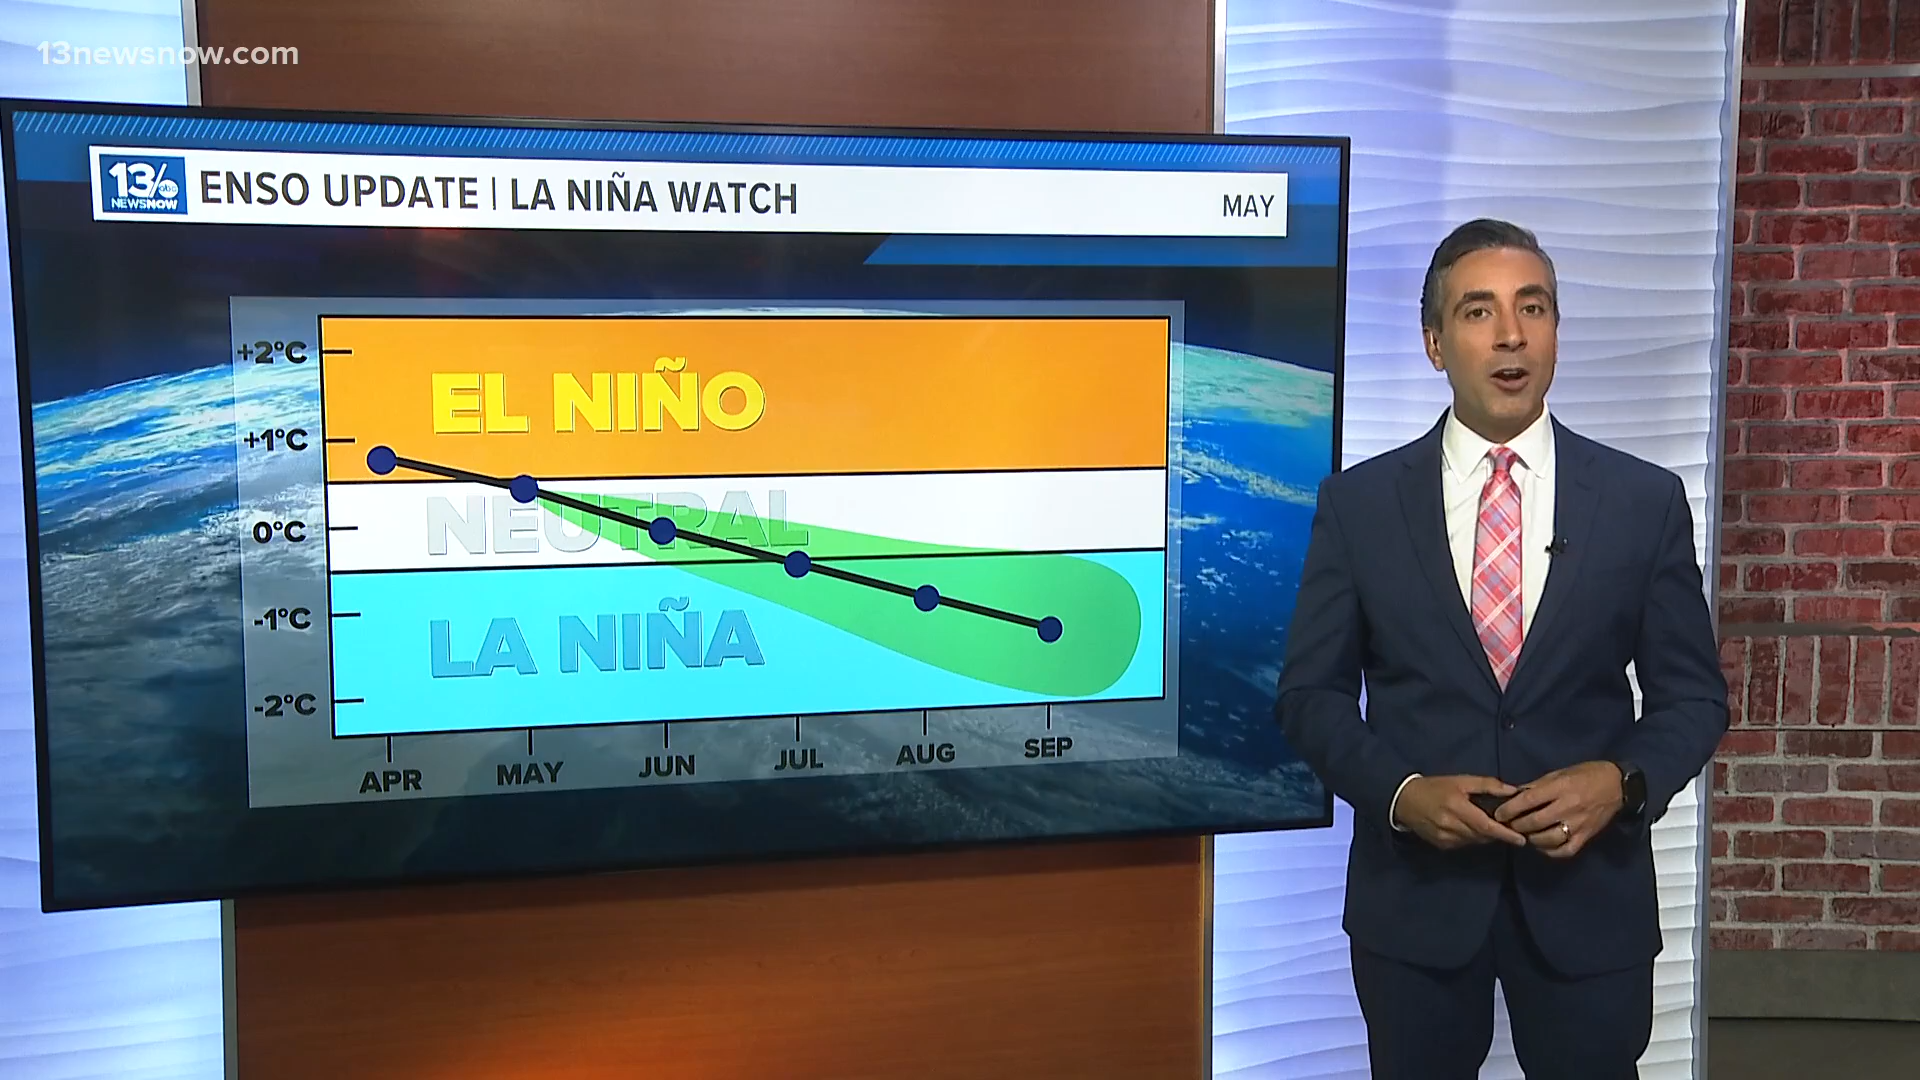 13newsnow.com
13 abc
NEWSNOW
ENSO UPDATE | LA NIÑA WATCH
MAY
+2°C
EL NIÑO
+1°C
NEUTRAL
0°C
-1°C
LA NIÑA
-2°C
APR MAY JUN JUL AUG SEP